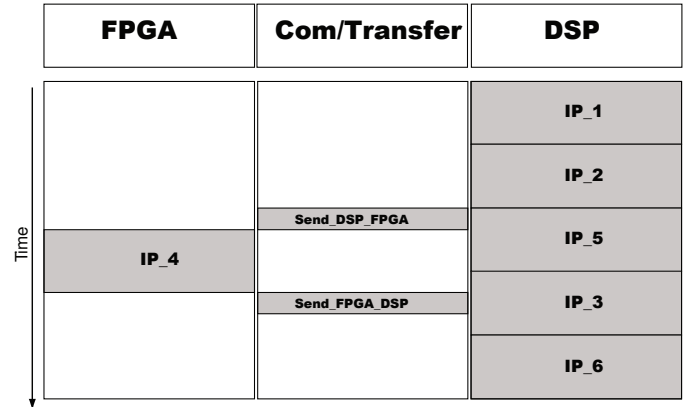 FPGA
Com/Transfer
DSP
Time
IP_1
IP_2
Send_DSP_FPGA
IP_5
IP_4
Send_FPGA_DSP
IP_3
IP_6